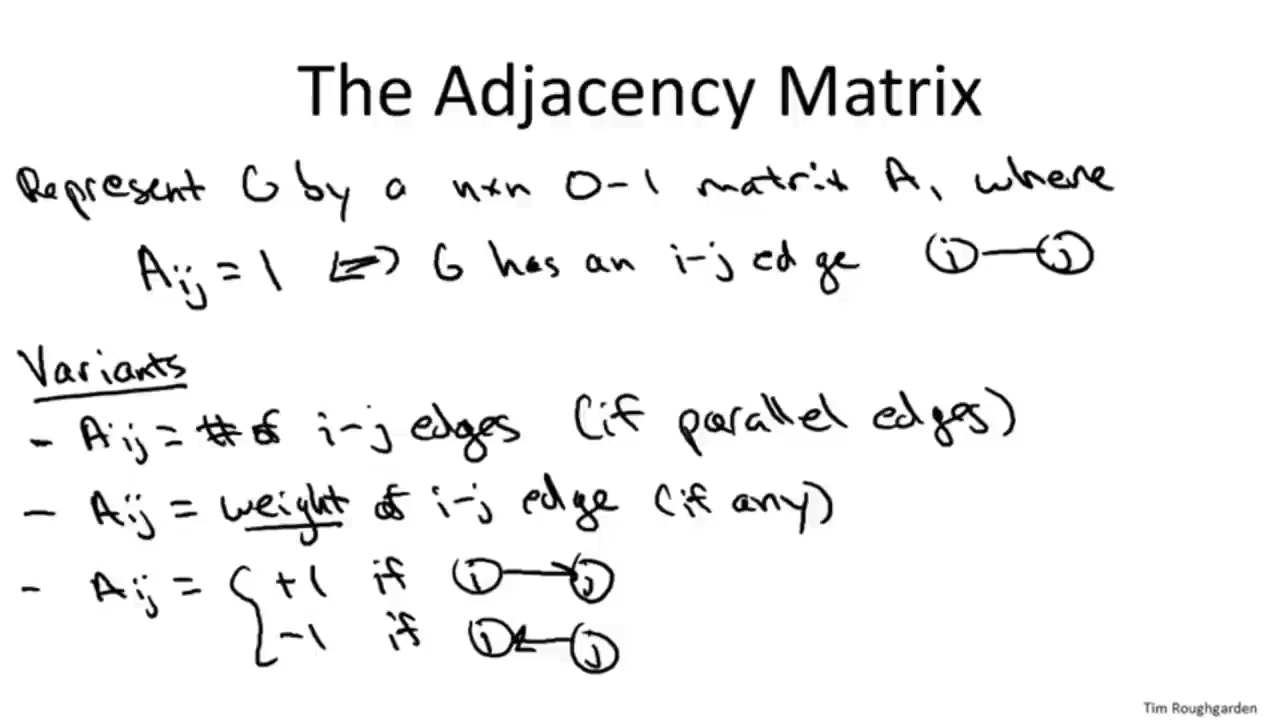 The Adjacency Matrix
Represent G by a n×n 0-1 matrix A, where
Aij = 1 <=> G has an i-j edge (i)—(j)
Variants
- Aij = # of i-j edges (if parallel edges)
- Aij = weight of i-j edge (if any)
- Aij = { +1 if (i)→(j)
-1 if (i)←(j)
Tim Roughgarden